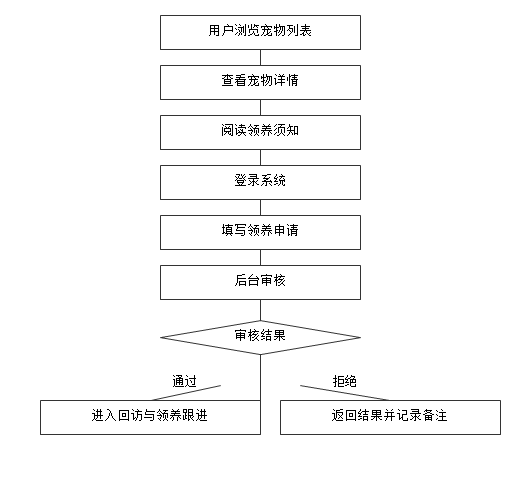 用户浏览宠物列表
查看宠物详情
阅读领养须知
登录系统
填写领养申请
后台审核
审核结果
通过
拒绝
进入回访与领养跟进
返回结果并记录备注